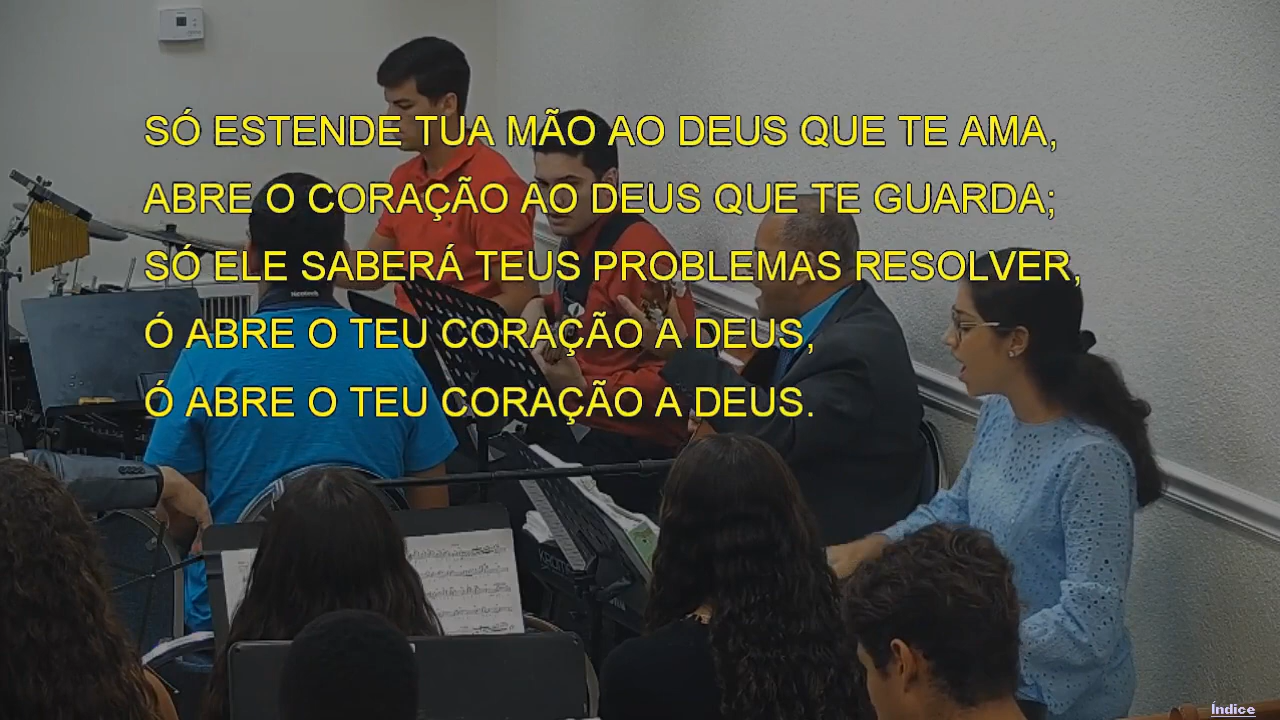 SÓ ESTENDE TUA MÃO AO DEUS QUE TE AMA,
ABRE O CORAÇÃO AO DEUS QUE TE GUARDA;
SÓ ELE SABERÁ TEUS PROBLEMAS RESOLVER,
Ó ABRE O TEU CORAÇÃO A DEUS,
Ó ABRE O TEU CORAÇÃO A DEUS.
Índice